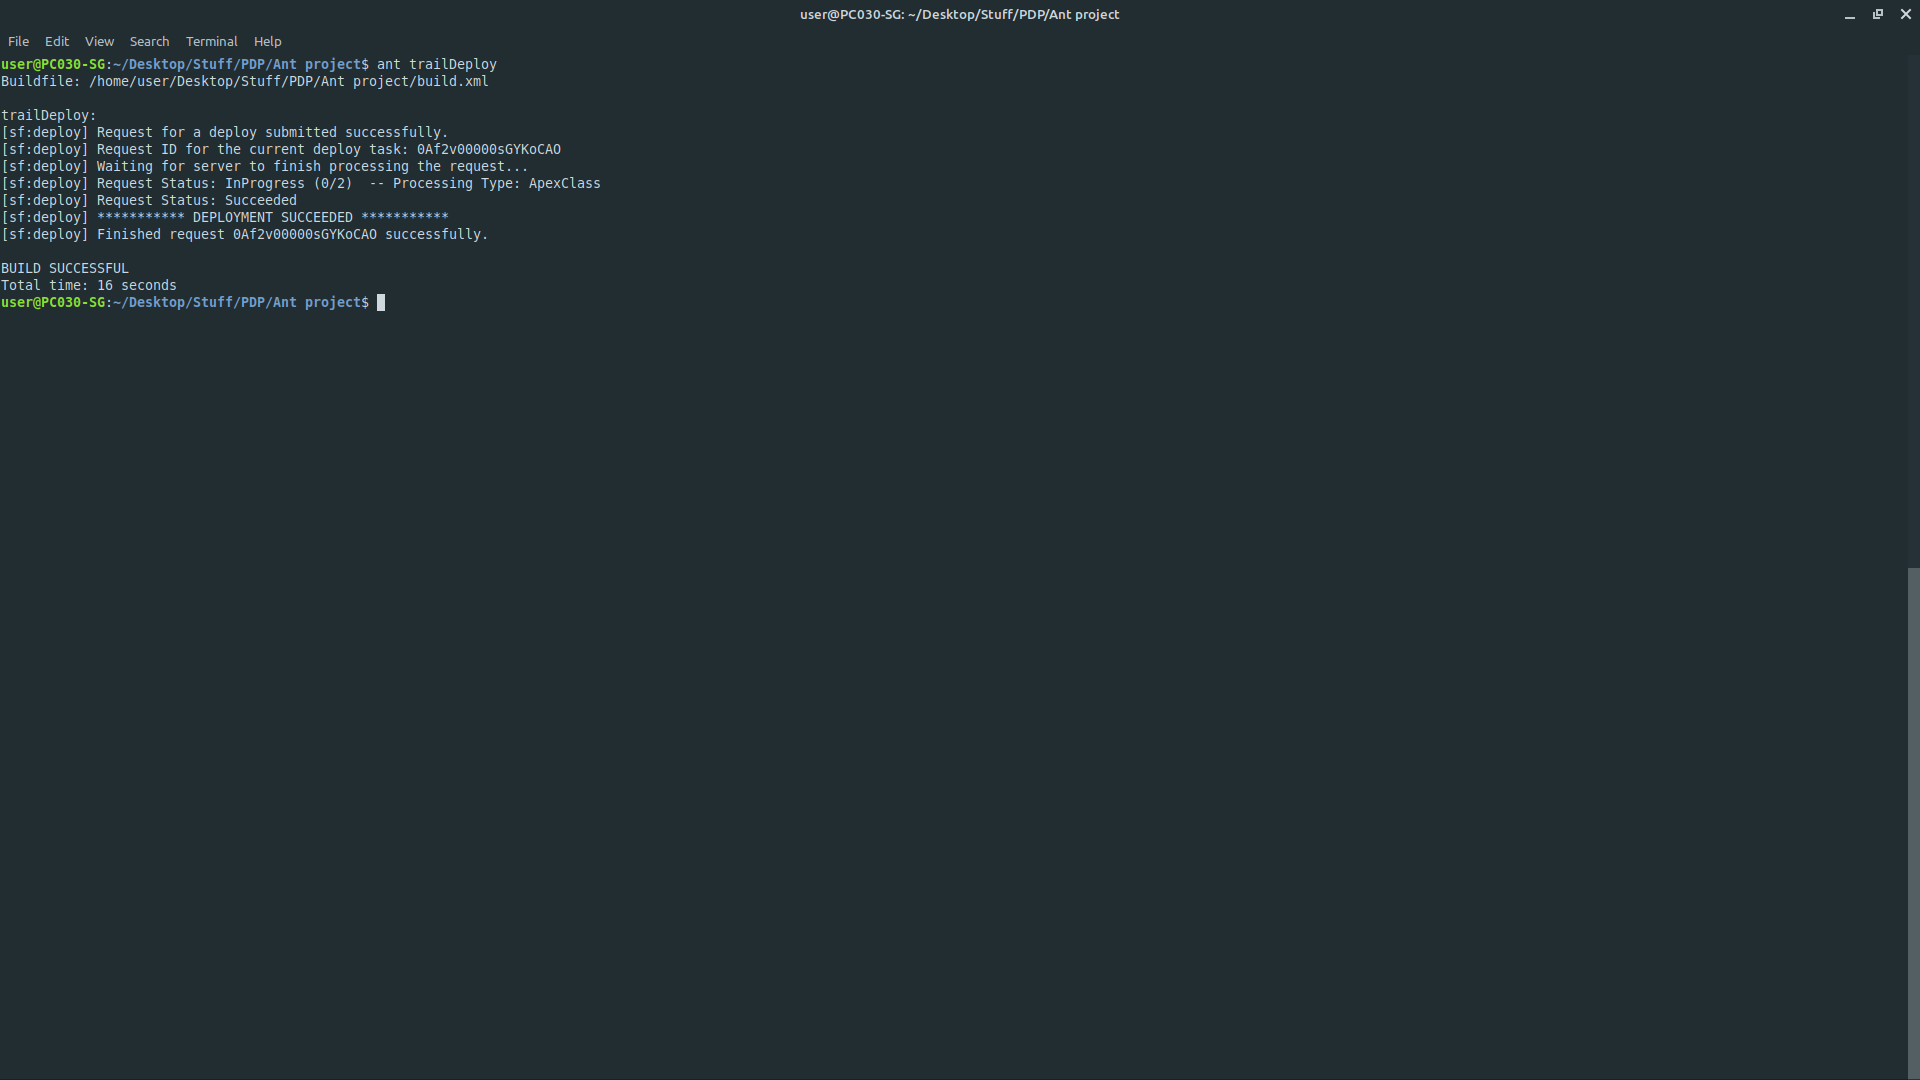 user@PC030-SG: ~/Desktop/Stuff/PDP/Ant project
File Edit View Search Terminal Help
user@PC030-SG:~/Desktop/Stuff/PDP/Ant project$ ant trailDeploy
Buildfile: /home/user/Desktop/Stuff/PDP/Ant project/build.xml
trailDeploy:
[sf:deploy] Request for a deploy submitted successfully.
[sf:deploy] Request ID for the current deploy task: 0Af2v00000sGYKoCAO
[sf:deploy] Waiting for server to finish processing the request...
[sf:deploy] Request Status: InProgress (0/2)  -- Processing Type: ApexClass
[sf:deploy] Request Status: Succeeded
[sf:deploy] *********** DEPLOYMENT SUCCEEDED ***********
[sf:deploy] Finished request 0Af2v00000sGYKoCAO successfully.
BUILD SUCCESSFUL
Total time: 16 seconds
user@PC030-SG:~/Desktop/Stuff/PDP/Ant project$